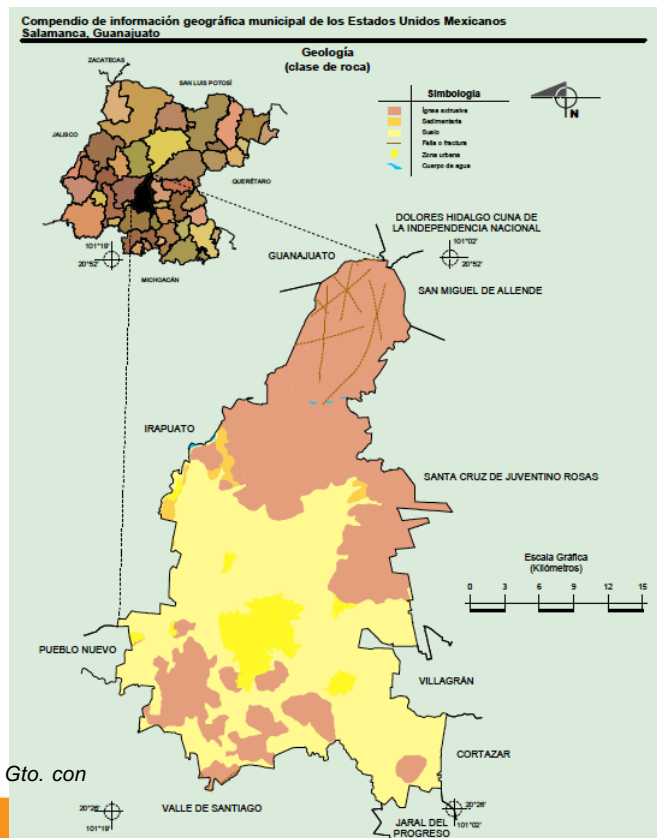 Compendio de información geográfica municipal de los Estados Unidos Mexicanos
Salamanca, Guanajuato
Geología
(clase de roca)
ZACATECAS
SAN LUIS POTOSÍ
JALISCO
QUERÉTARO
MICHOACÁN
Simbología
Ígnea extrusiva
Sedimentaria
Suelo
Falla o fractura
Zona urbana
Cuerpo de agua
N
101°19'
20°52'
DOLORES HIDALGO CUNA DE
LA INDEPENDENCIA NACIONAL
101°02'
20°52'
GUANAJUATO
SAN MIGUEL DE ALLENDE
IRAPUATO
SANTA CRUZ DE JUVENTINO ROSAS
Escala Gráfica
(Kilómetros)
0 3 6 9 12 15
PUEBLO NUEVO
VILLAGRÁN
CORTAZAR
Gto. con
VALLE DE SANTIAGO
20°26'
101°19'
JARAL DEL
PROGRESO
20°26'
101°02'